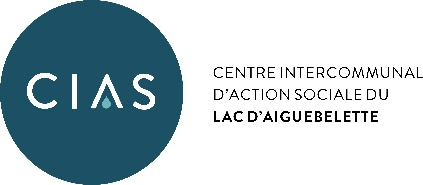 CIAS
CENTRE INTERCOMMUNAL
D'ACTION SOCIALE DU
LAC D'AIGUEBELETTE